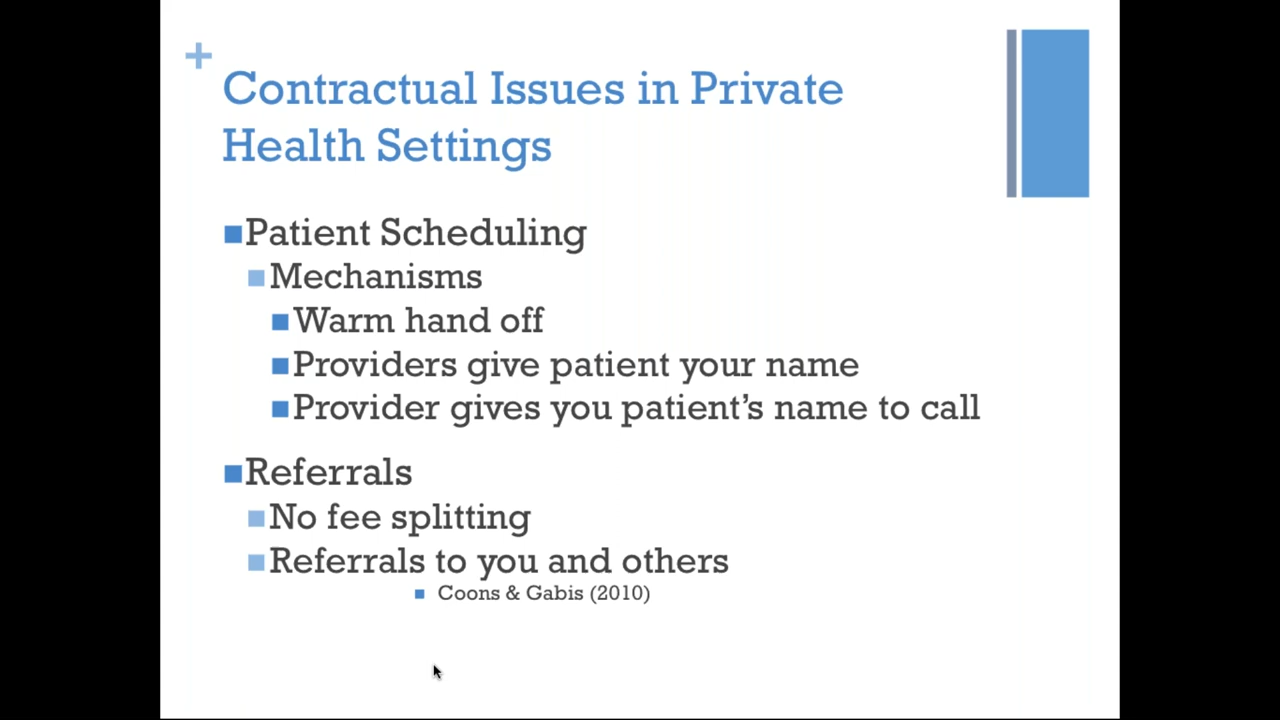 +
Contractual Issues in Private
Health Settings
Patient Scheduling
Mechanisms
Warm hand off
Providers give patient your name
Provider gives you patient's name to call
Referrals
No fee splitting
Referrals to you and others
Coons & Gabis (2010)